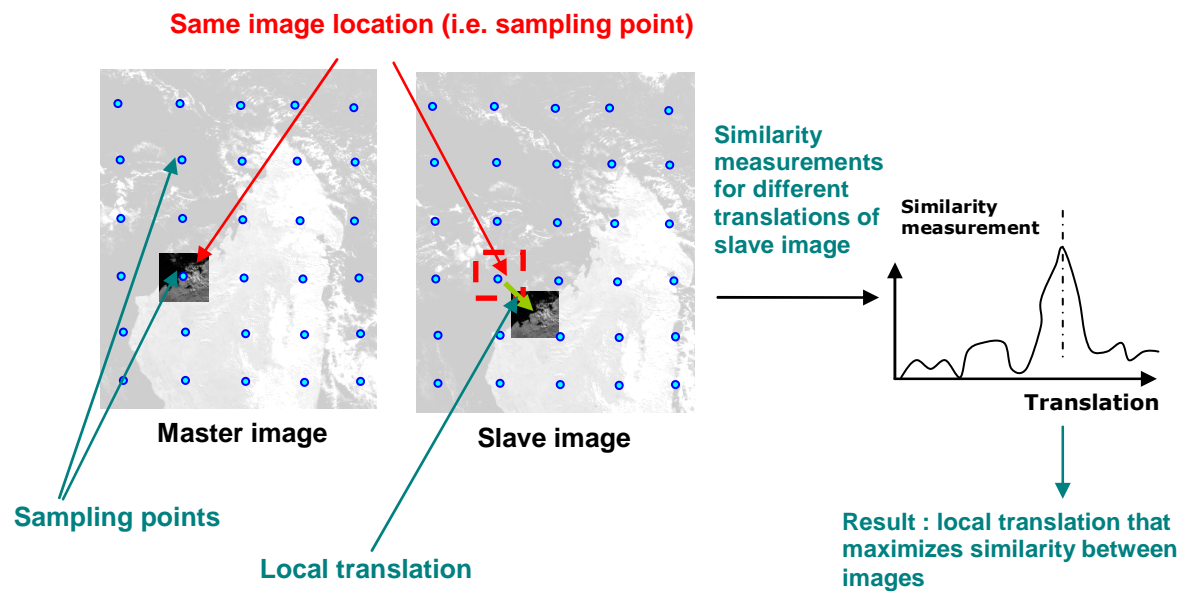 Same image location (i.e. sampling point)
Similarity
measurements
for different
translations of
slave image
Similarity
measurement
Translation
Master image
Slave image
Sampling points
Local translation
Result : local translation that
maximizes similarity between
images